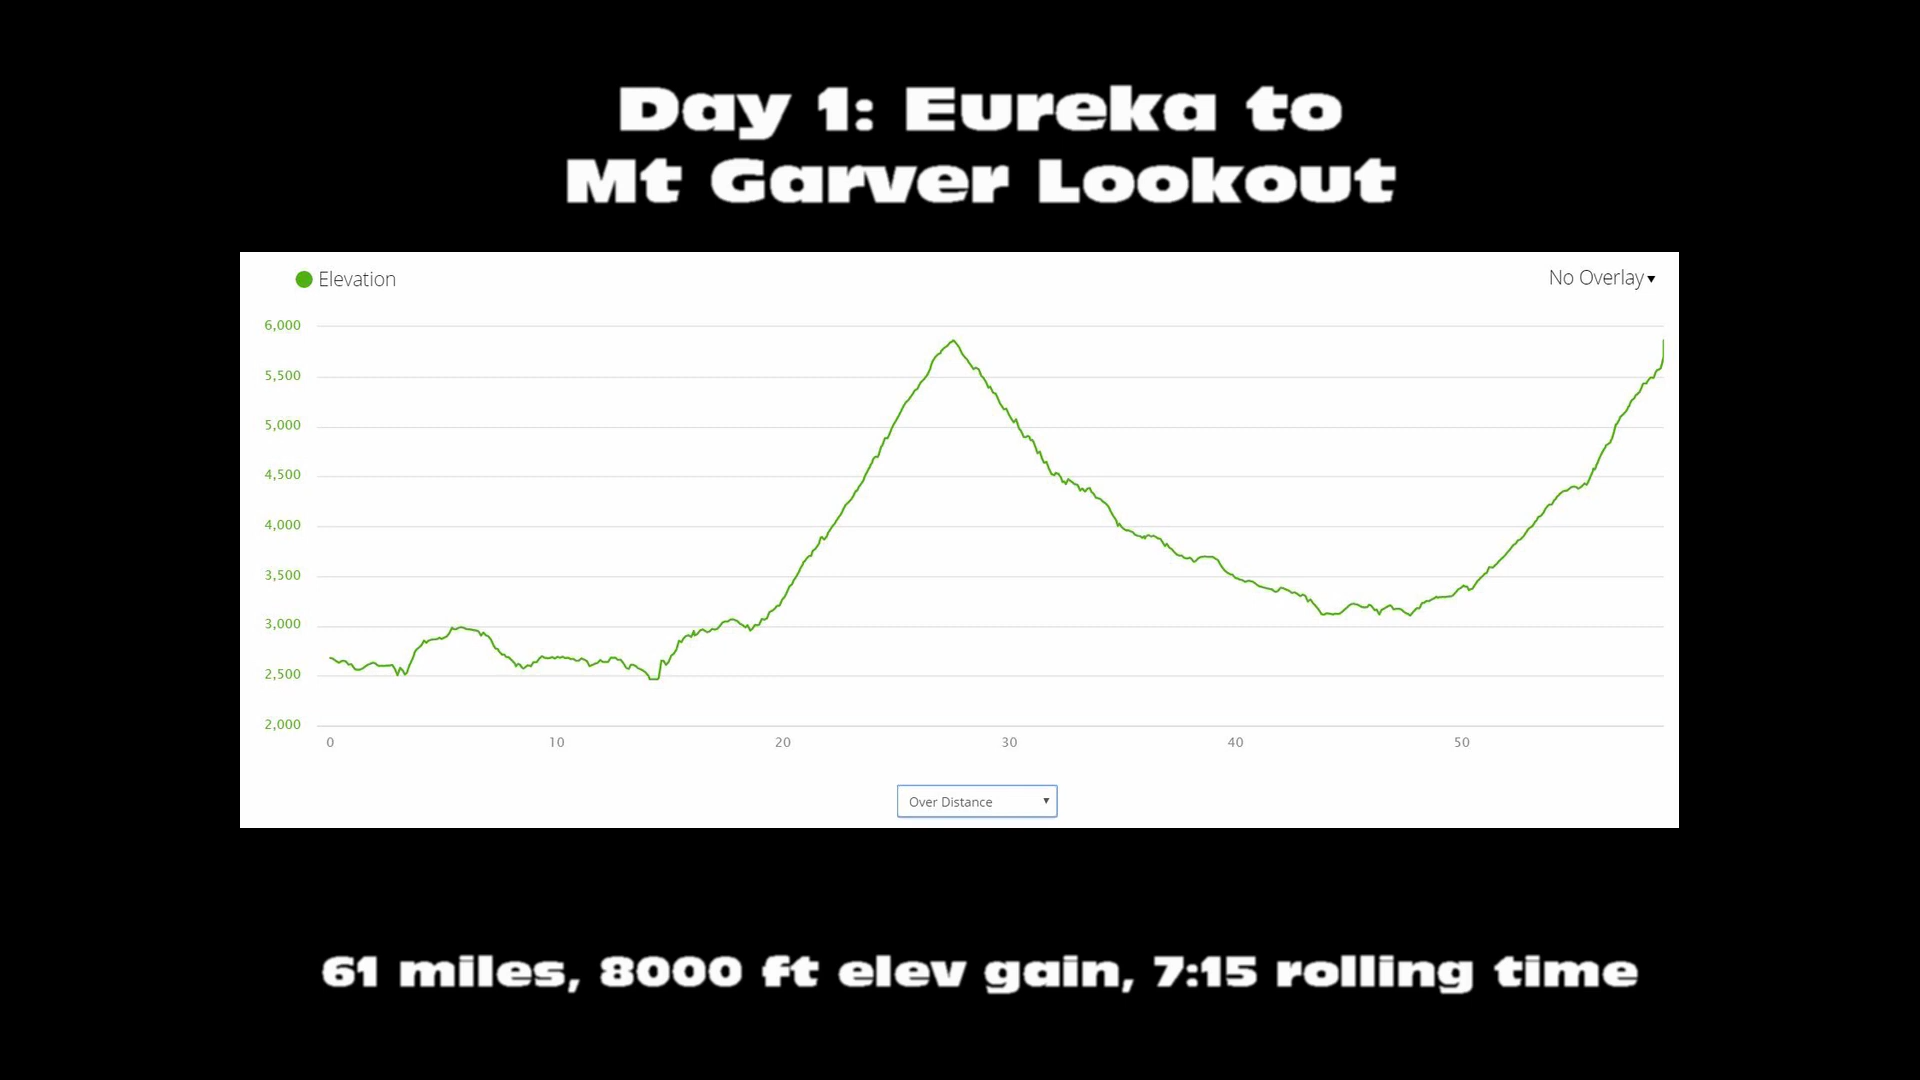 Day 1: Eureka to
Mt Garver Lookout
Elevation
No Overlay
6,000
5,500
5,000
4,500
4,000
3,500
3,000
2,500
2,000
0 10 20 30 40 50
Over Distance
61 miles, 8000 ft elev gain, 7:15 rolling time